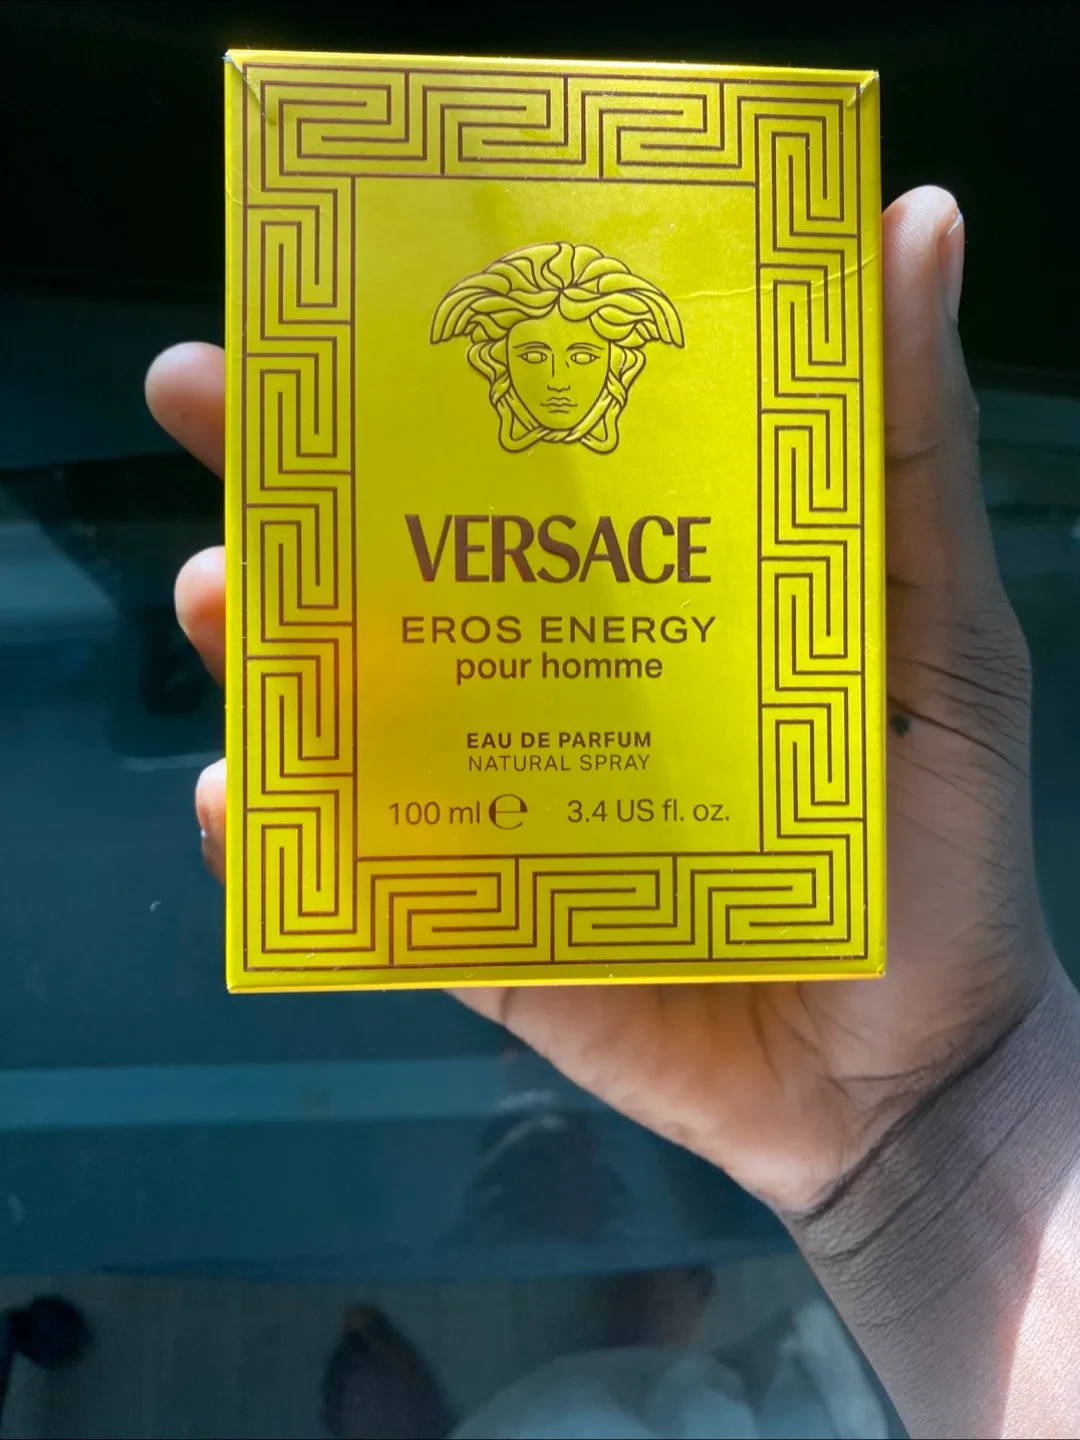 VERSACE
EROS ENERGY
pour homme
EAU DE PARFUM
NATURAL SPRAY
100 ml ℮ 3.4 US fl. oz.